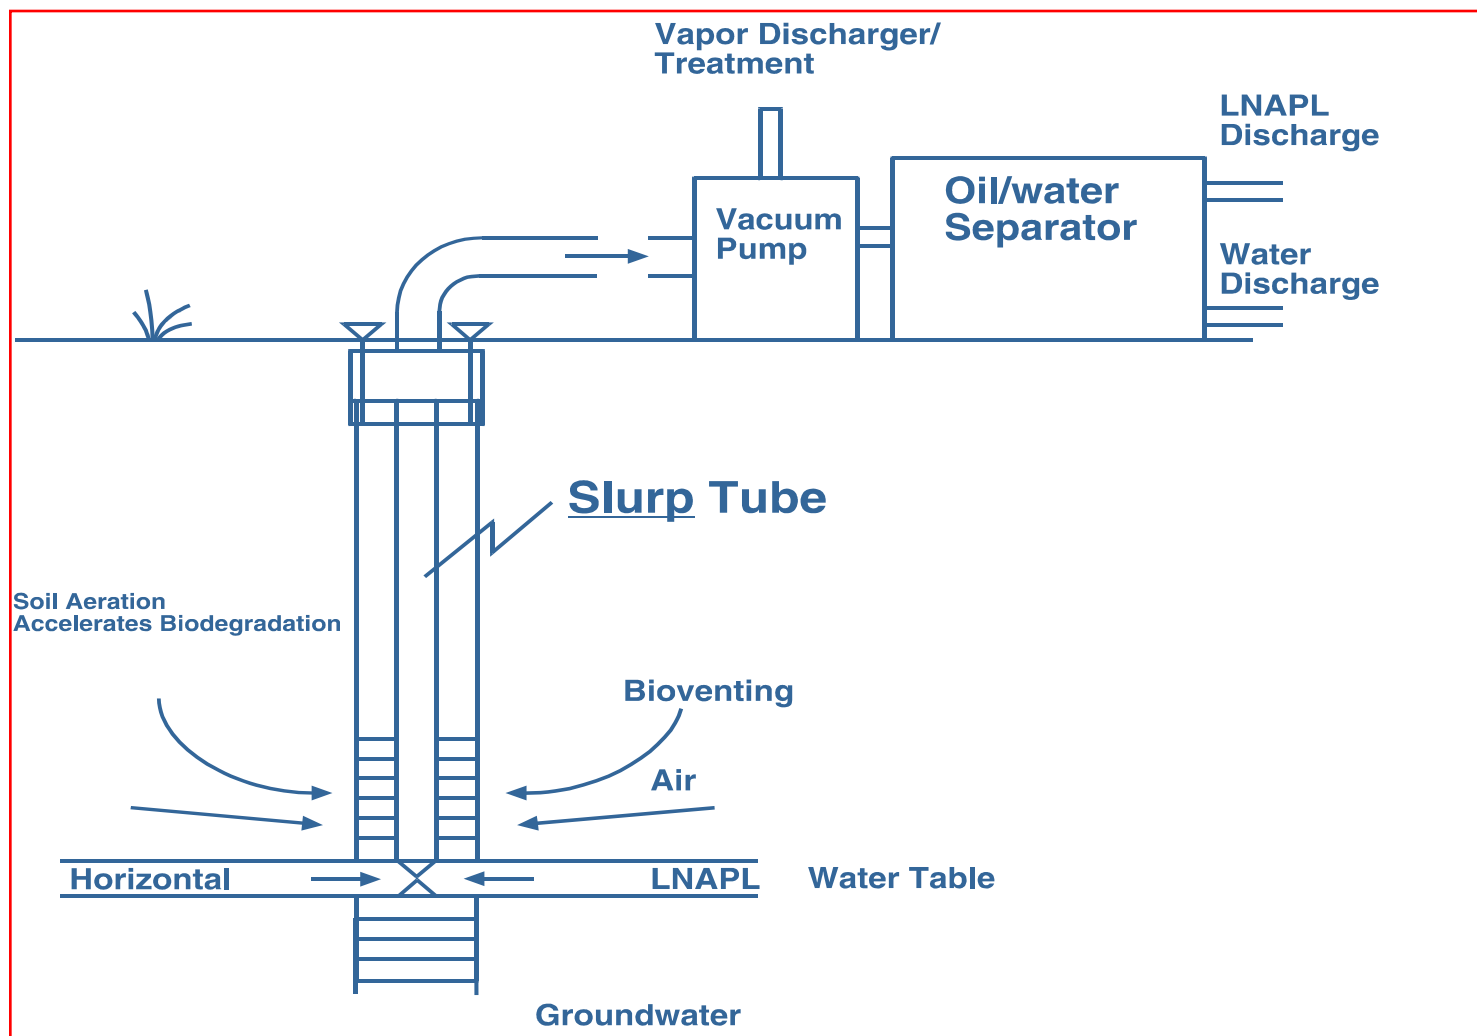 Vapor Discharger/
Treatment
LNAPL
Discharge
Oil/water
Separator
Vacuum
Pump
Water
Discharge
Slurp Tube
Soil Aeration
Accelerates Biodegradation
Bioventing
Air
Horizontal
LNAPL
Water Table
Groundwater